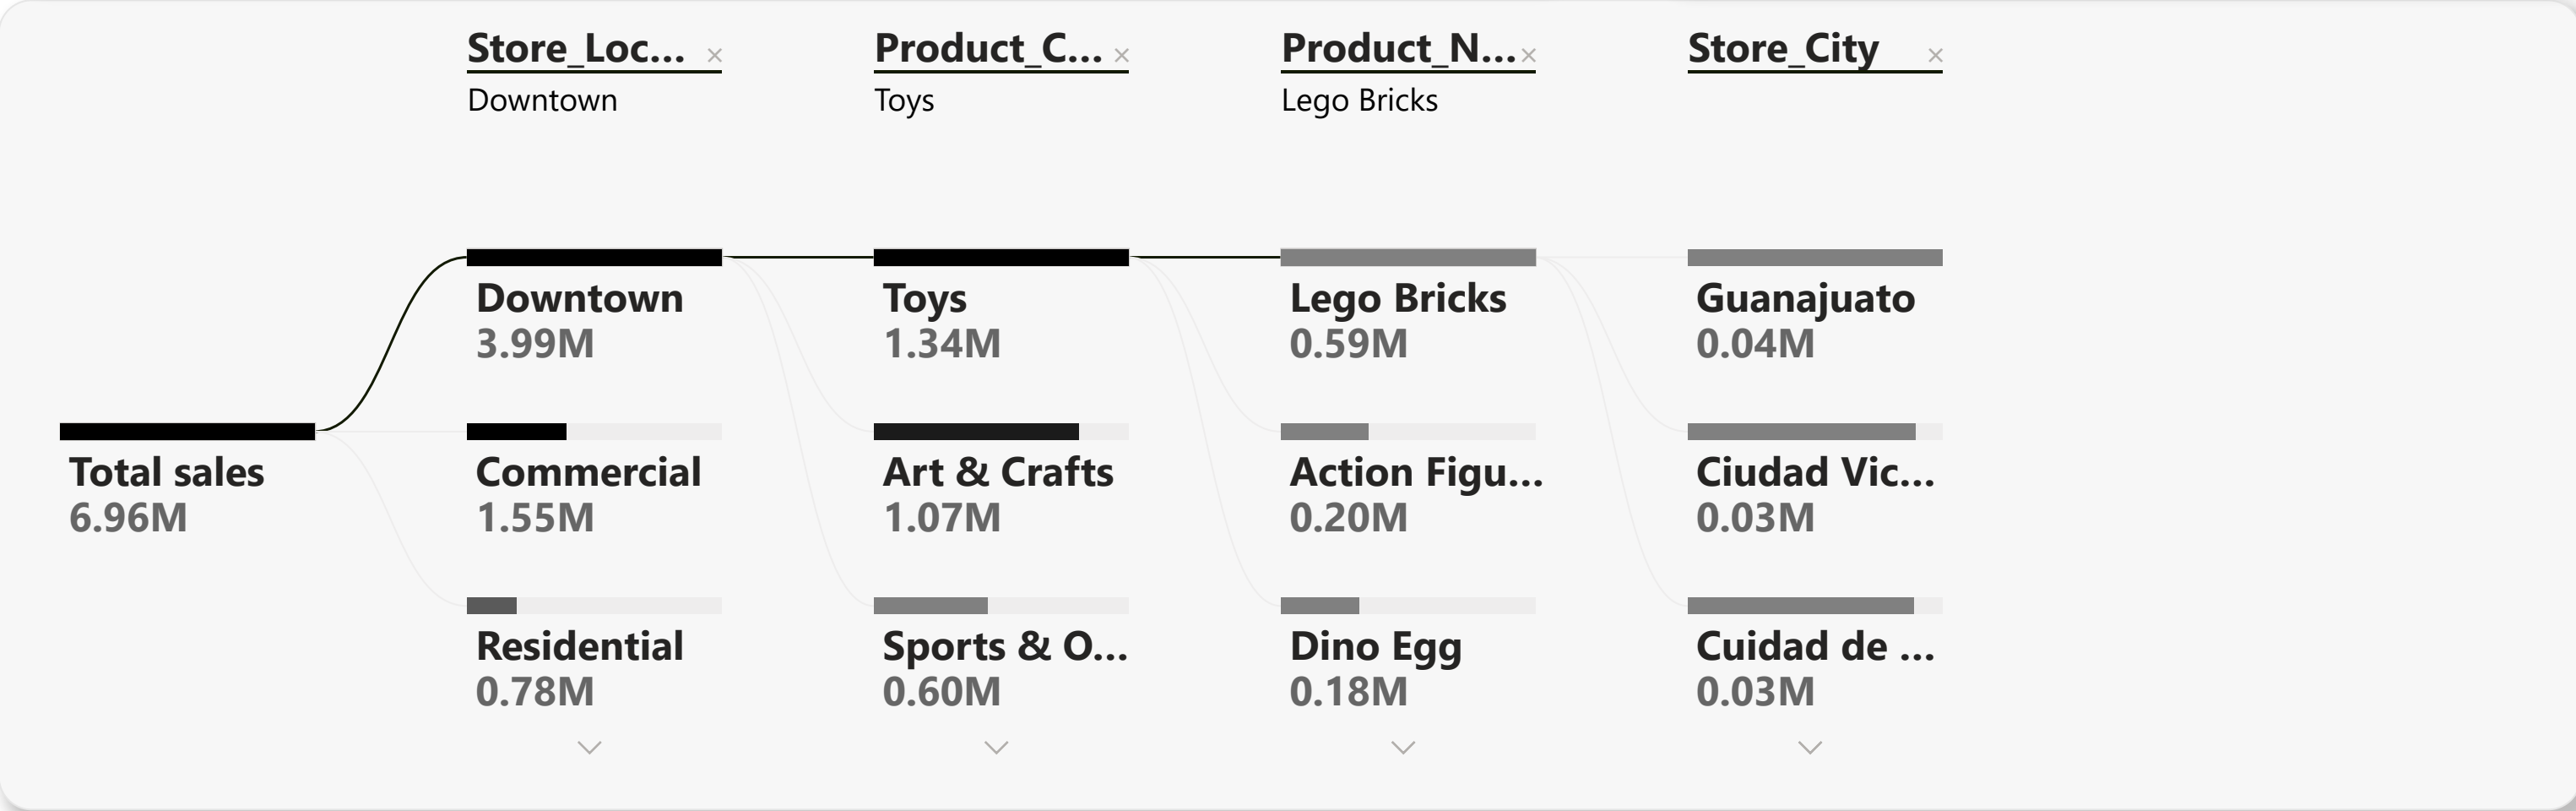 Store_Loc...
Product_C...
Product_N...
Store_City
Downtown
Toys
Lego Bricks
Total sales
6.96M
Downtown
3.99M
Commercial
1.55M
Residential
0.78M
Toys
1.34M
Art & Crafts
1.07M
Sports & O...
0.60M
Lego Bricks
0.59M
Action Figu...
0.20M
Dino Egg
0.18M
Guanajuato
0.04M
Ciudad Vic...
0.03M
Cuidad de ...
0.03M